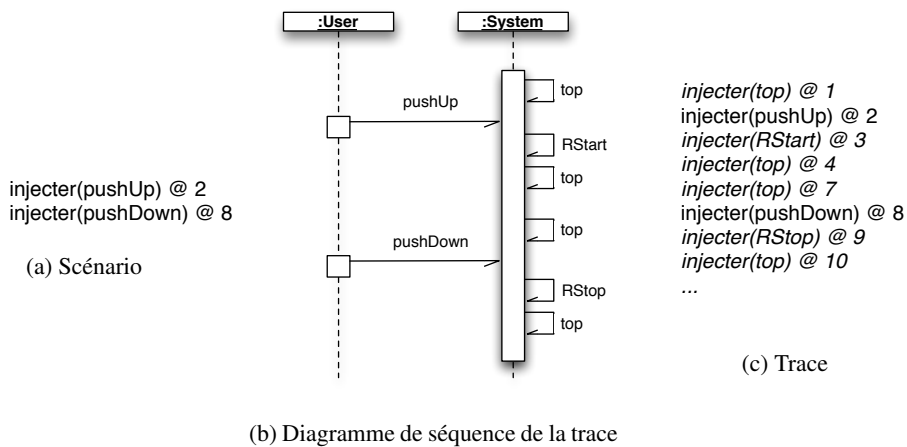 injecter(pushUp) @ 2
injecter(pushDown) @ 8
(a) Scénario
:User
:System
top
pushUp
RStart
top
top
pushDown
RStop
top
(b) Diagramme de séquence de la trace
injecter(top) @ 1
injecter(pushUp) @ 2
injecter(RStart) @ 3
injecter(top) @ 4
injecter(top) @ 7
injecter(pushDown) @ 8
injecter(RStop) @ 9
injecter(top) @ 10
...
(c) Trace